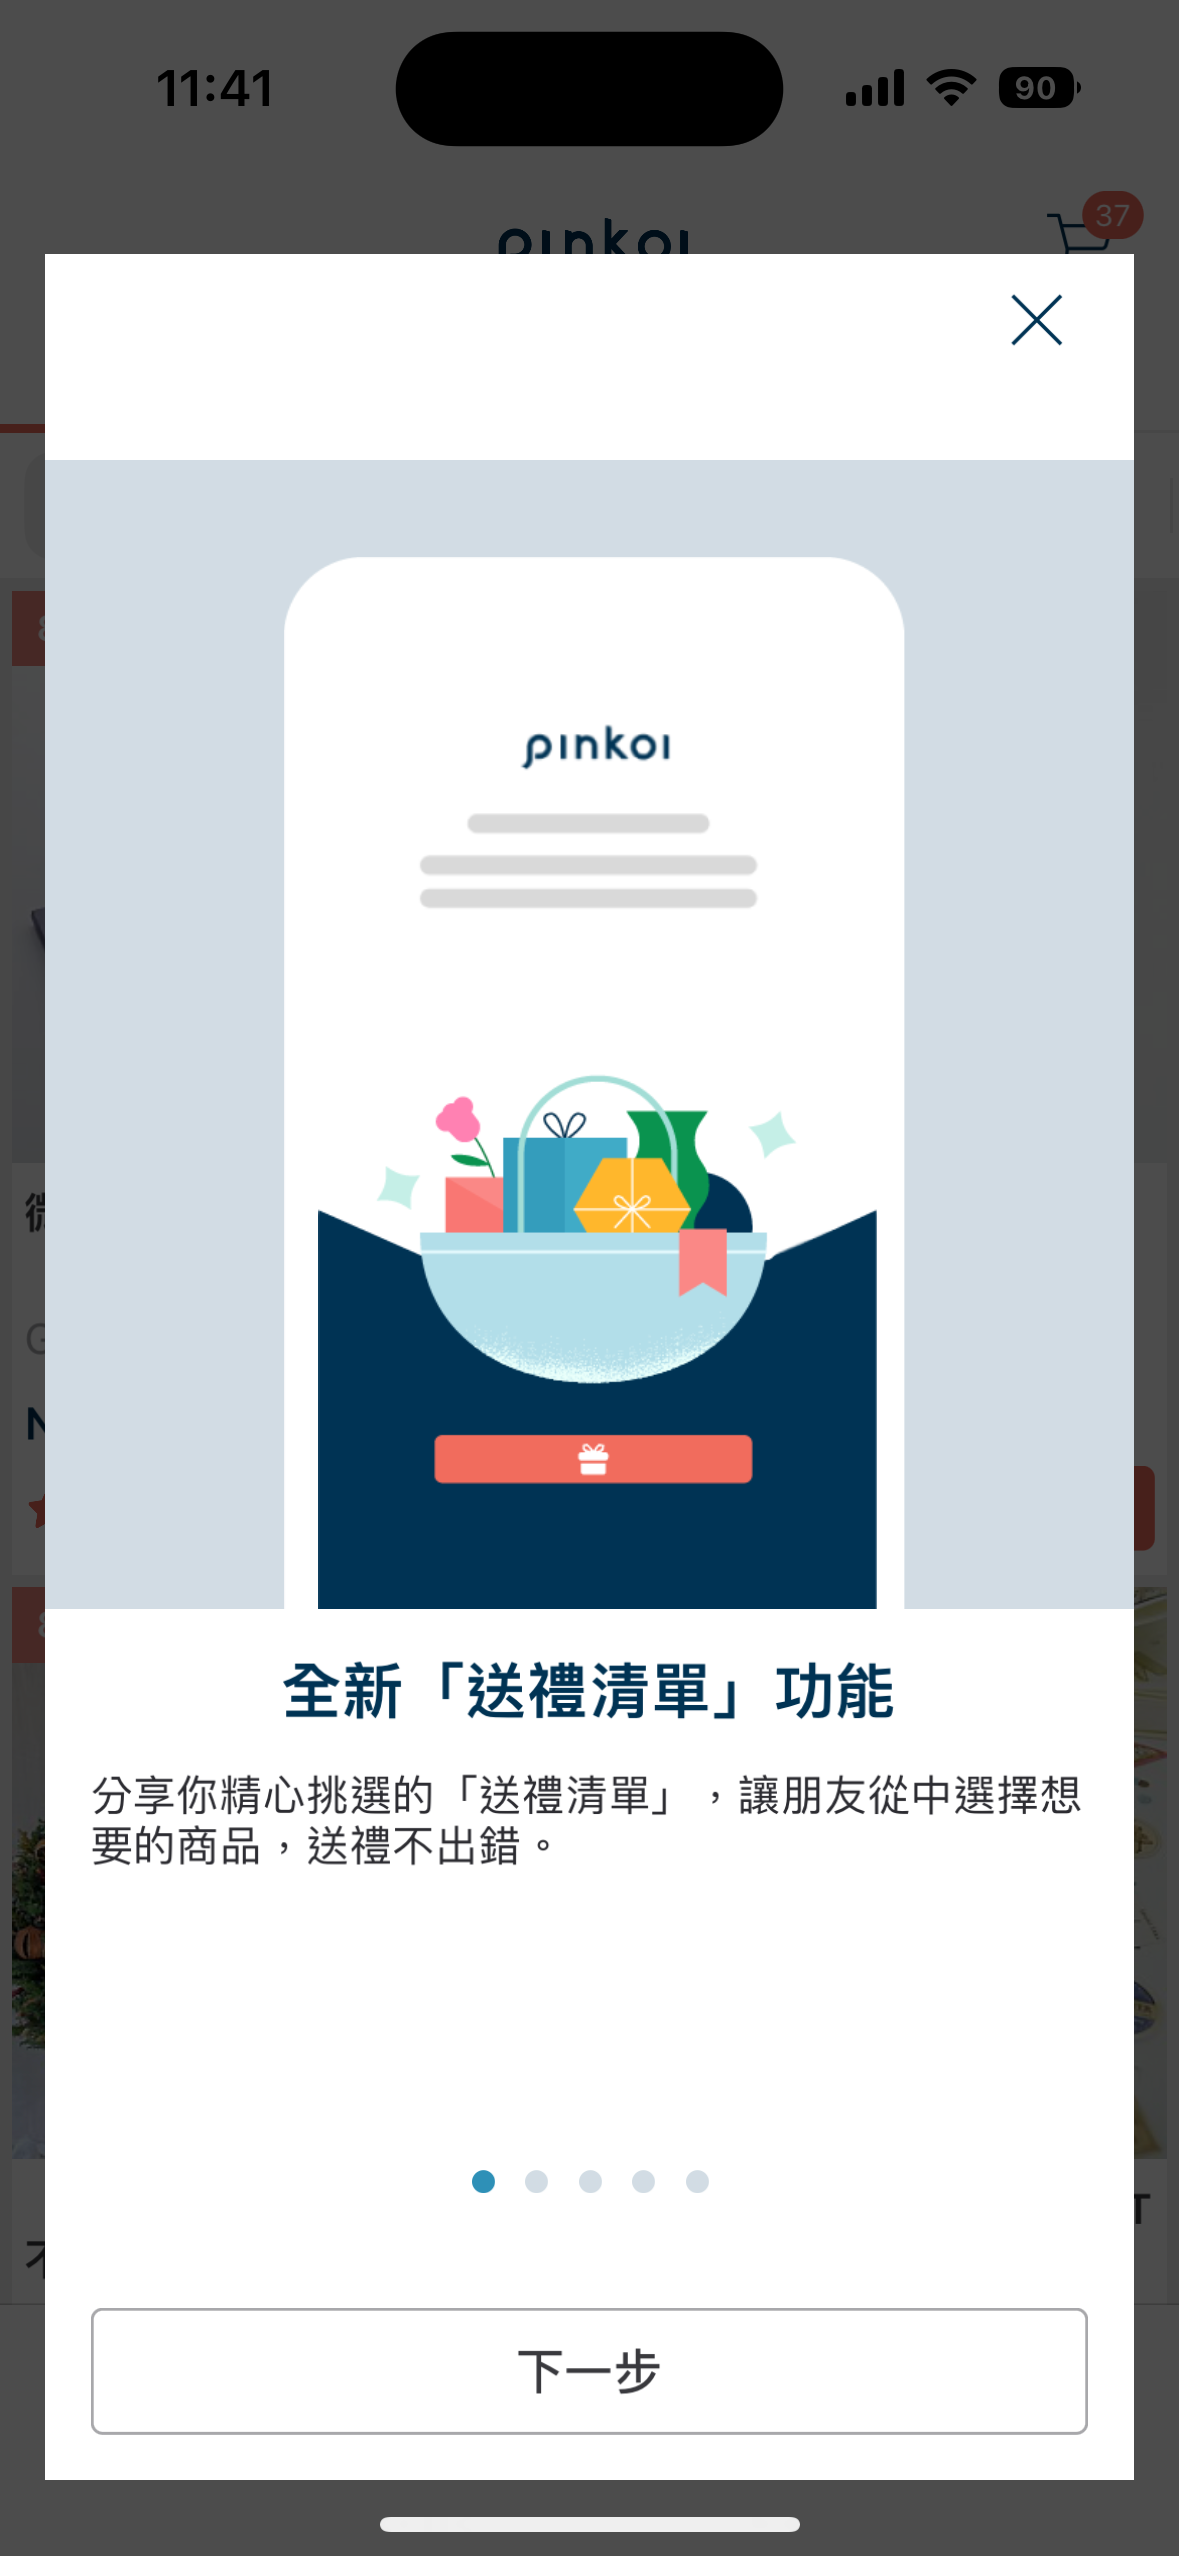 11:41
90
pinkoi
37
pinkoi
全新「送禮清單」功能
分享你精心挑選的「送禮清單」，讓朋友從中選擇想
要的商品，送禮不出錯。
下一步